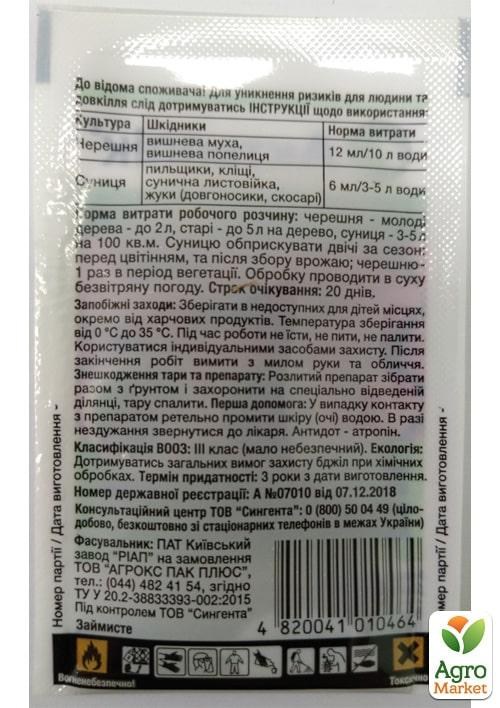 До відома споживача! Для уникнення ризиків для людини та
довкілля слід дотримуватись ІНСТРУКЦІЇ щодо використання:
Культура Шкідники Норма витрати
Черешня вишнева муха, вишнева попелиця 12 мл/10 л води
Суниця пильщики, кліщі, сунична листовійка, жуки (довгоносики, скосарі) 6 мл/3-5 л води
Норма витрати робочого розчину: черешня - молоді
дерева - до 2 л, старі - до 5 л на дерево, суниця - 3-5 л
на 100 кв.м. Суницю обприскувати двічі за сезон:
перед цвітінням, та після збору врожаю; черешню-
1 раз в період вегетації. Обробку проводити в суху
безвітряну погоду. Строк очікування: 20 днів.
Запобіжні заходи: Зберігати в недоступних для дітей місцях,
окремо від харчових продуктів. Температура зберігання
від 0 °С до 35 °С. Під час роботи не їсти, не пити, не палити.
Користуватися індивідуальними засобами захисту. Після
закінчення робіт вимити з милом руки та обличчя.
Знешкодження тари та препарату: Розлитий препарат зібрати
разом з ґрунтом і захоронити на спеціально відведеній
ділянці, тару спалити. Перша допомога: У випадку контакту
з препаратом ретельно промити шкіру (очі) водою. В разі
нездужання звернутися до лікаря. Антидот - атропін.
Класифікація ВООЗ: III клас (мало небезпечний). Екологія:
Дотримуватись загальних вимог захисту бджіл при хімічних
обробках. Термін придатності: 3 роки з дати виготовлення.
Номер державної реєстрації: А №07010 від 07.12.2018
Консультаційний центр ТОВ "Сингента": 0 (800) 50 04 49 (ціло-
добово, безкоштовно зі стаціонарних телефонів в межах України)
Фасувальник: ПАТ Київський
завод "РІАП" на замовлення
ТОВ "АГРОКС ПАК ПЛЮС",
тел.: (044) 482 41 54, згідно
ТУ У 20.2-38833393-002:2015
Під контролем ТОВ "Сингента"
Займисте
4 820041 010464
Вогненебезпечно!
Токсично
Номер партії / Дата виготовлення -
Номер партії / Дата виготовлення -
Agro
Market